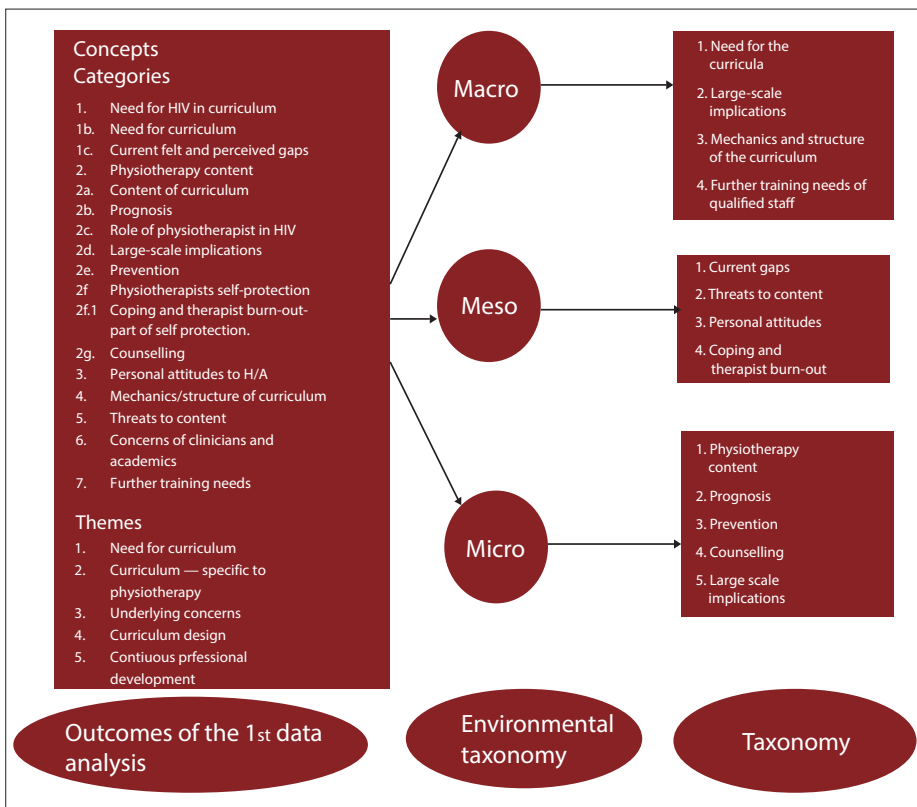 Concepts
Categories
1. Need for HIV in curriculum
1b. Need for curriculum
1c. Current felt and perceived gaps
2. Physiotherapy content
2a. Content of curriculum
2b. Prognosis
2c. Role of physiotherapist in HIV
2d. Large-scale implications
2e. Prevention
2f Physiotherapists self-protection
2f.1 Coping and therapist burn-out-
part of self protection.
2g. Counselling
3. Personal attitudes to H/A
4. Mechanics/structure of curriculum
5. Threats to content
6. Concerns of clinicians and
academics
7. Further training needs
Themes
1. Need for curriculum
2. Curriculum — specific to
physiotherapy
3. Underlying concerns
4. Curriculum design
5. Contiuous prfessional
development
Outcomes of the 1st data
analysis
Macro
Meso
Micro
Environmental
taxonomy
1. Need for the
curricula
2. Large-scale
implications
3. Mechanics and structure
of the curriculum
4. Further training needs of
qualified staff
1. Current gaps
2. Threats to content
3. Personal attitudes
4. Coping and
therapist burn-out
1. Physiotherapy
content
2. Prognosis
3. Prevention
4. Counselling
5. Large scale
implications
Taxonomy